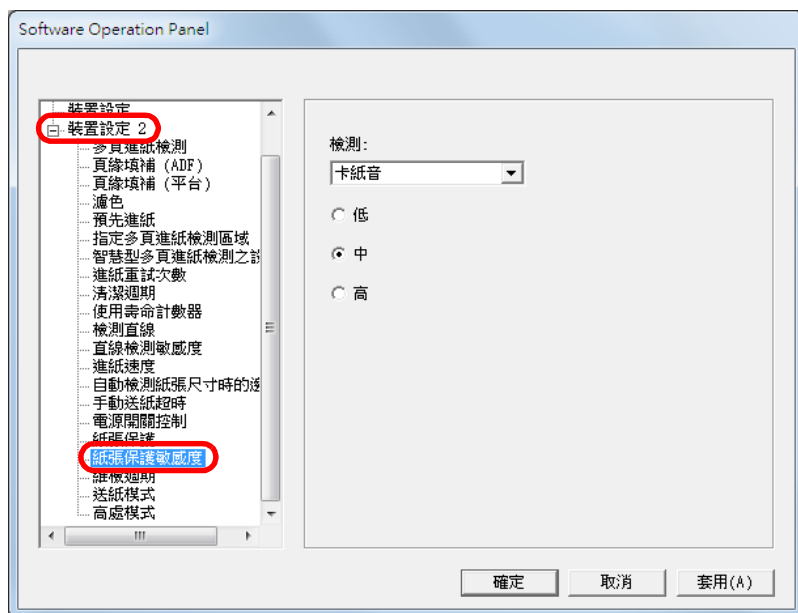 Software Operation Panel
裝置設定
裝置設定 2
多頁進紙檢測
頁緣填補 (ADF)
頁緣填補 (平台)
濾色
預先進紙
指定多頁進紙檢測區域
智慧型多頁進紙檢測之
進紙重試次數
清潔週期
使用壽命計數器
檢測直線
直線檢測敏感度
進紙速度
自動檢測紙張尺寸時的
手動送紙超時
電源開關控制
紙張保護
紙張保護敏感度
維檢週期
送紙模式
高處模式
檢測:
卡紙音
低
中
高
確定
取消
套用(A)